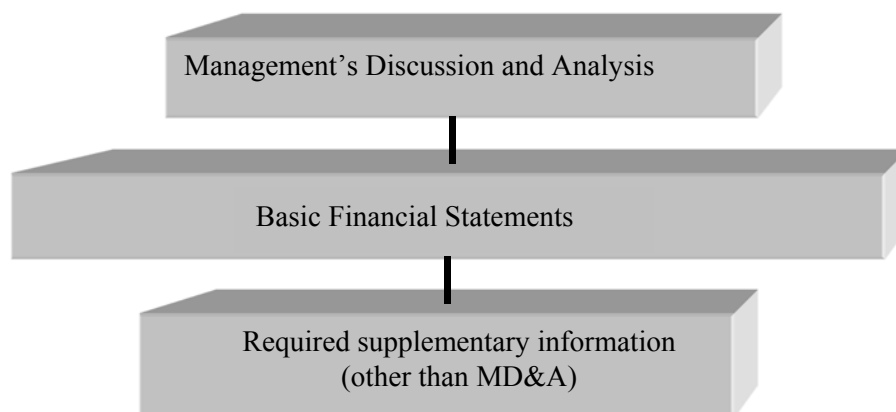 Management’s Discussion and Analysis
Basic Financial Statements
Required supplementary information
(other than MD&A)